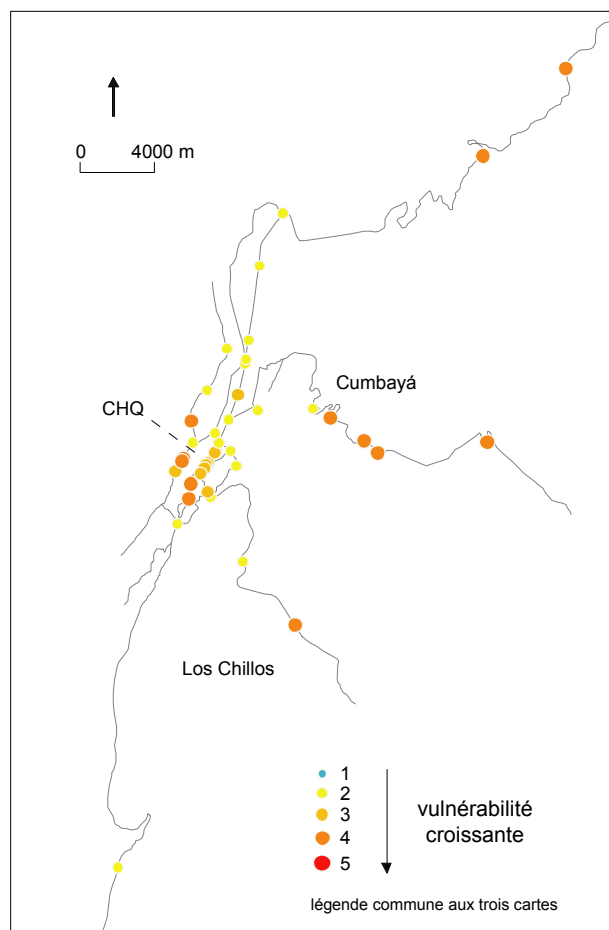 0 4000 m
Cumbayá
CHQ
Los Chillos
1
2
3
4
5
vulnérabilité
croissante
légende commune aux trois cartes